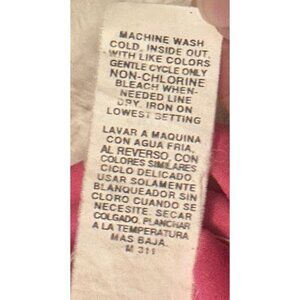 MACHINE WASH
COLD, INSIDE OUT,
WITH LIKE COLORS
GENTLE CYCLE ONLY
NON-CHLORINE
BLEACH WHEN-
NEEDED LINE
DRY. IRON ON
LOWEST SETTING
LAVAR A MAQUINA
CON AGUA FRIA,
AL REVERSO, CON
COLORES SIMILARES
CICLO DELICADO.
USAR SOLAMENTE
BLANQUEADOR SIN
CLORO CUANDO SE
NECESITE. SECAR
COLGADO. PLANCHAR
A LA TEMPERATURA
MAS BAJA.
M 311